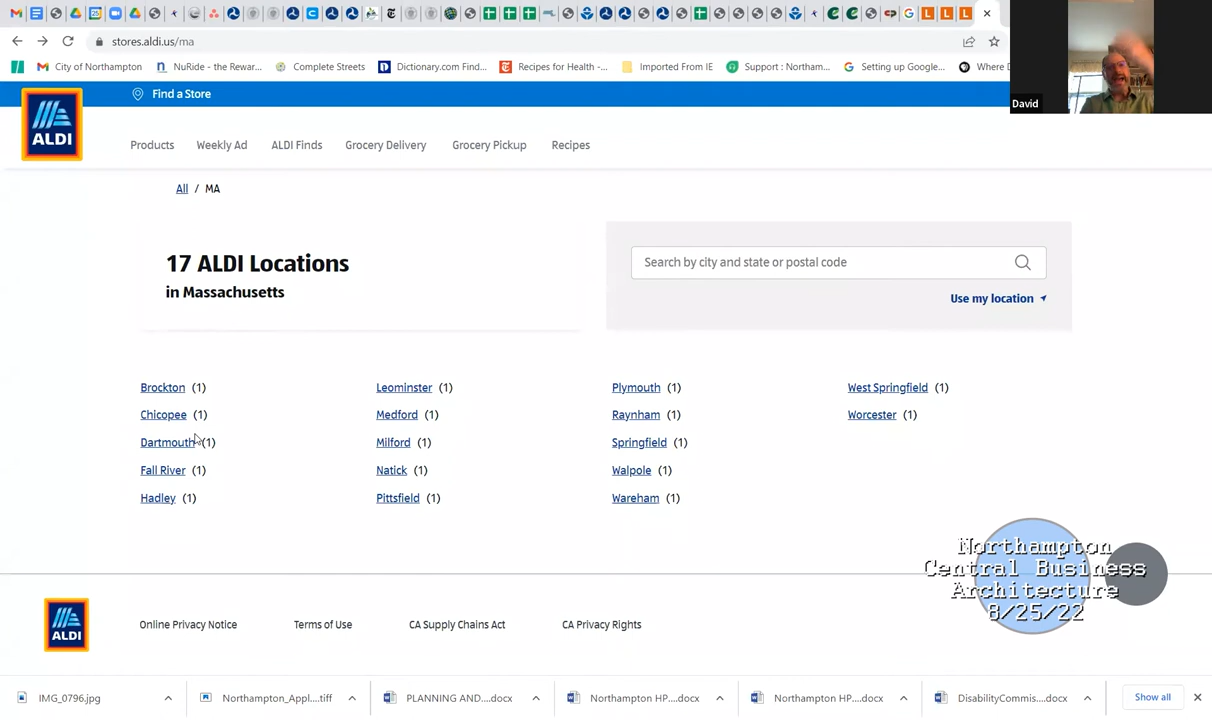 stores.aldi.us/ma
City of Northampton
NuRide - the Rewar...
Complete Streets
Dictionary.com Find...
Recipes for Health -...
Imported From IE
Support : Northam...
Setting up Google...
Where D
David
Find a Store
ALDI
Products
Weekly Ad
ALDI Finds
Grocery Delivery
Grocery Pickup
Recipes
All / MA
17 ALDI Locations
in Massachusetts
Search by city and state or postal code
Use my location
Brockton (1)
Chicopee (1)
Dartmouth (1)
Fall River (1)
Hadley (1)
Leominster (1)
Medford (1)
Milford (1)
Natick (1)
Pittsfield (1)
Plymouth (1)
Raynham (1)
Springfield (1)
Walpole (1)
Wareham (1)
West Springfield (1)
Worcester (1)
Northampton
Central Business
Architecture
8/25/22
ALDI
Online Privacy Notice
Terms of Use
CA Supply Chains Act
CA Privacy Rights
IMG_0796.jpg
Northampton_Appl....tiff
PLANNING AND....docx
Northampton HP....docx
Northampton HP....docx
DisabilityCommis....docx
Show all